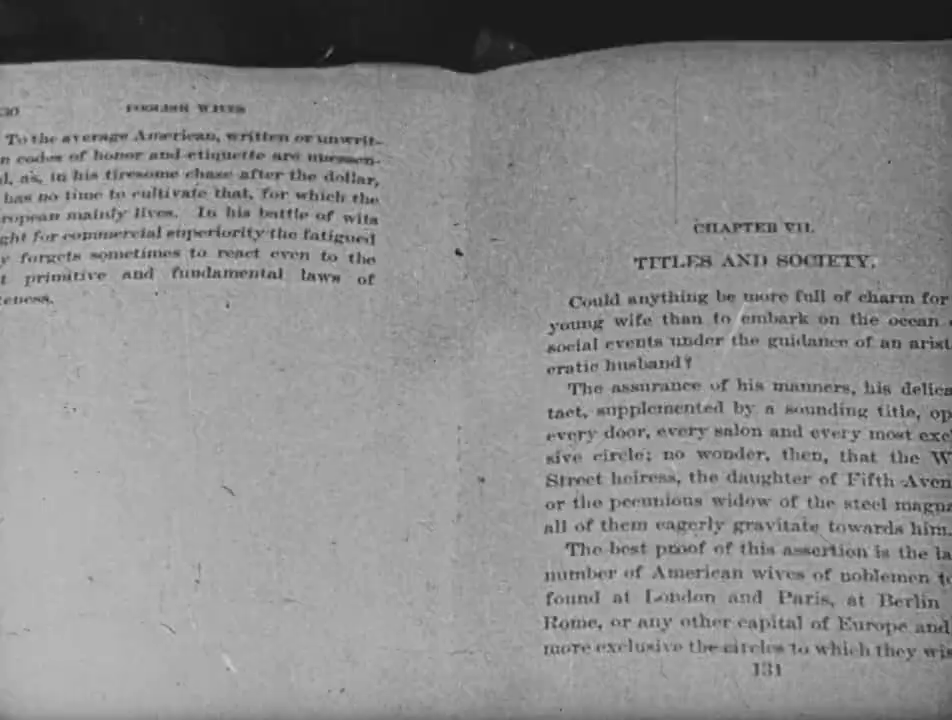 30 FOOLISH WIVES
To the average American, written or unwrit-
n codes of honor and etiquette are unessen-
l, as, in his tiresome chase after the dollar,
has no time to cultivate that, for which the
ropean mainly lives. In his battle of wits
ght for commercial superiority the fatigued
y forgets sometimes to react even to the
t primitive and fundamental laws of
teness.
CHAPTER VII.
TITLES AND SOCIETY.
Could anything be more full of charm for
young wife than to embark on the ocean
social events under the guidance of an arist
cratic husband?
The assurance of his manners, his delica
tact, supplemented by a sounding title, op
every door, every salon and every most exc
sive circle; no wonder, then, that the W
Street heiress, the daughter of Fifth Aven
or the pecunious widow of the steel magna
all of them eagerly gravitate towards him.
The best proof of this assertion is the la
number of American wives of noblemen to
found at London and Paris, at Berlin
Rome, or any other capital of Europe and
more exclusive the circles to which they wis
131